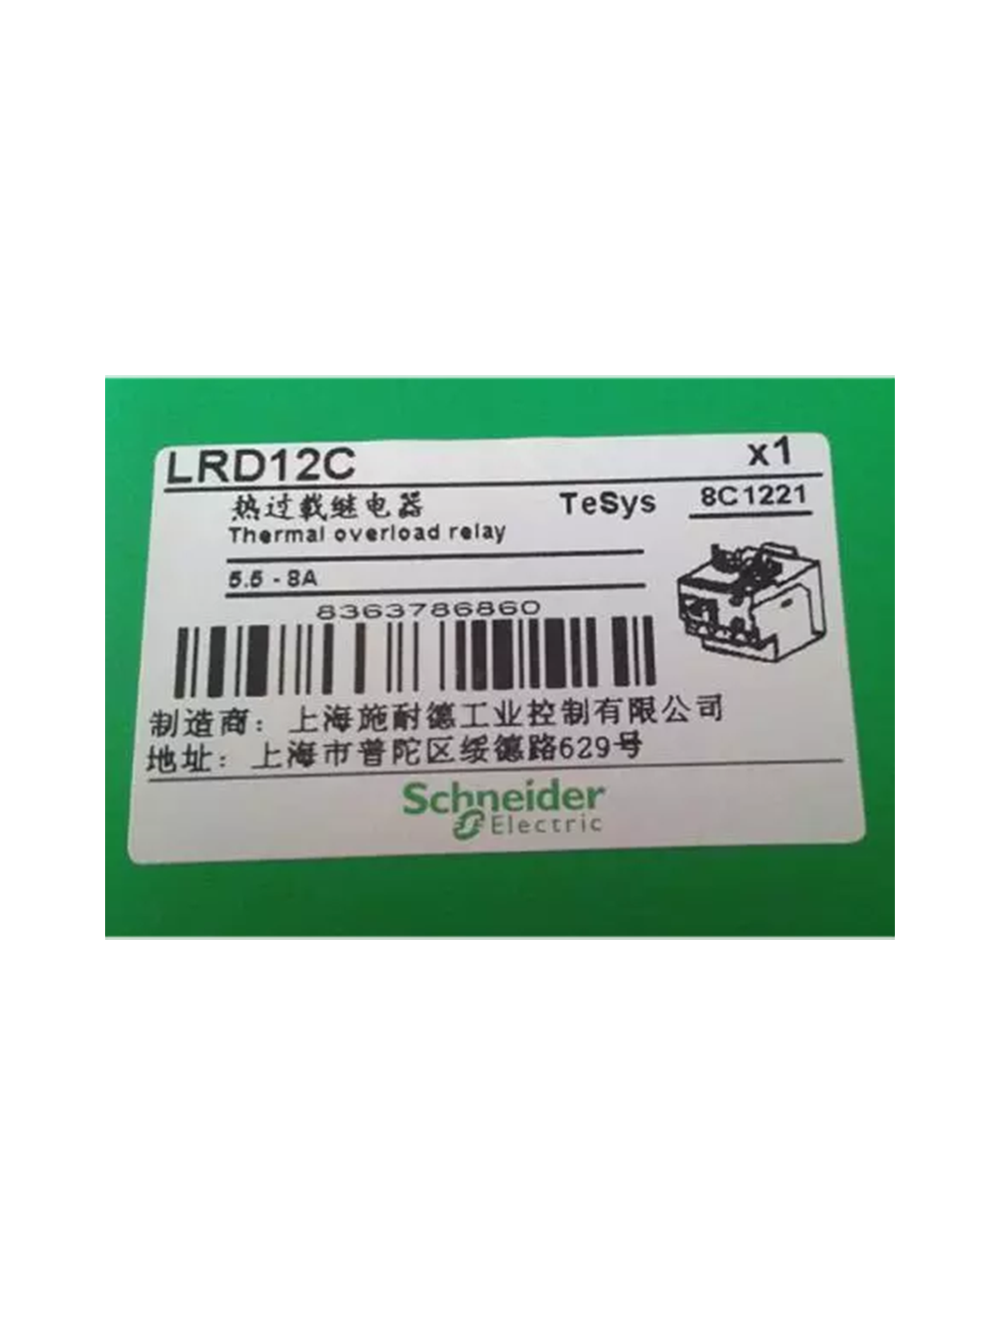 LRD12C x1
热过载继电器 TeSys 8C1221
Thermal overload relay
5.5 - 8A
8363786860
制造商：上海施耐德工业控制有限公司
地址：上海市普陀区绥德路629号
Schneider
Electric